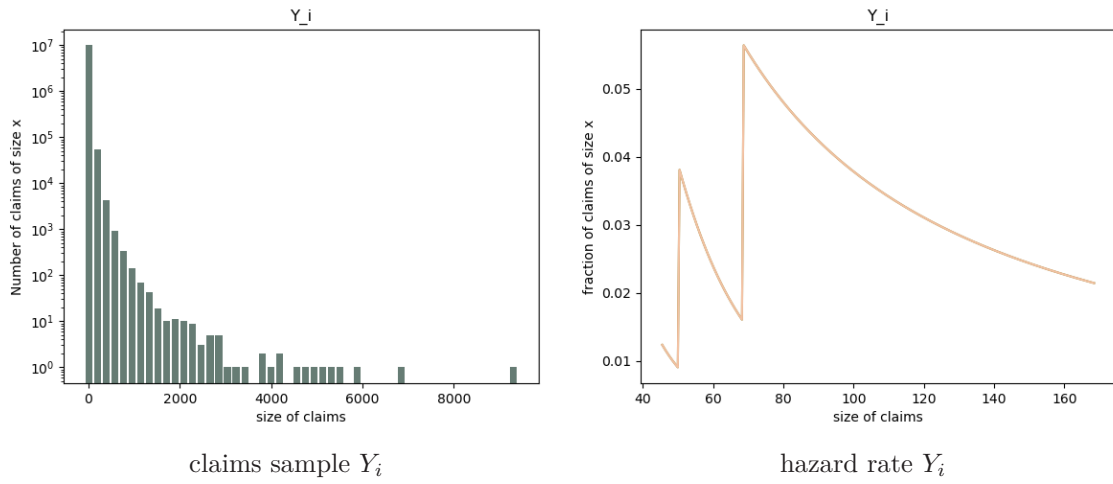 Y_i
Number of claims of size x
10^7
10^6
10^5
10^4
10^3
10^2
10^1
10^0
0 2000 4000 6000 8000
size of claims
claims sample Y_i
Y_i
fraction of claims of size x
0.05
0.04
0.03
0.02
0.01
40 60 80 100 120 140 160
size of claims
hazard rate Y_i